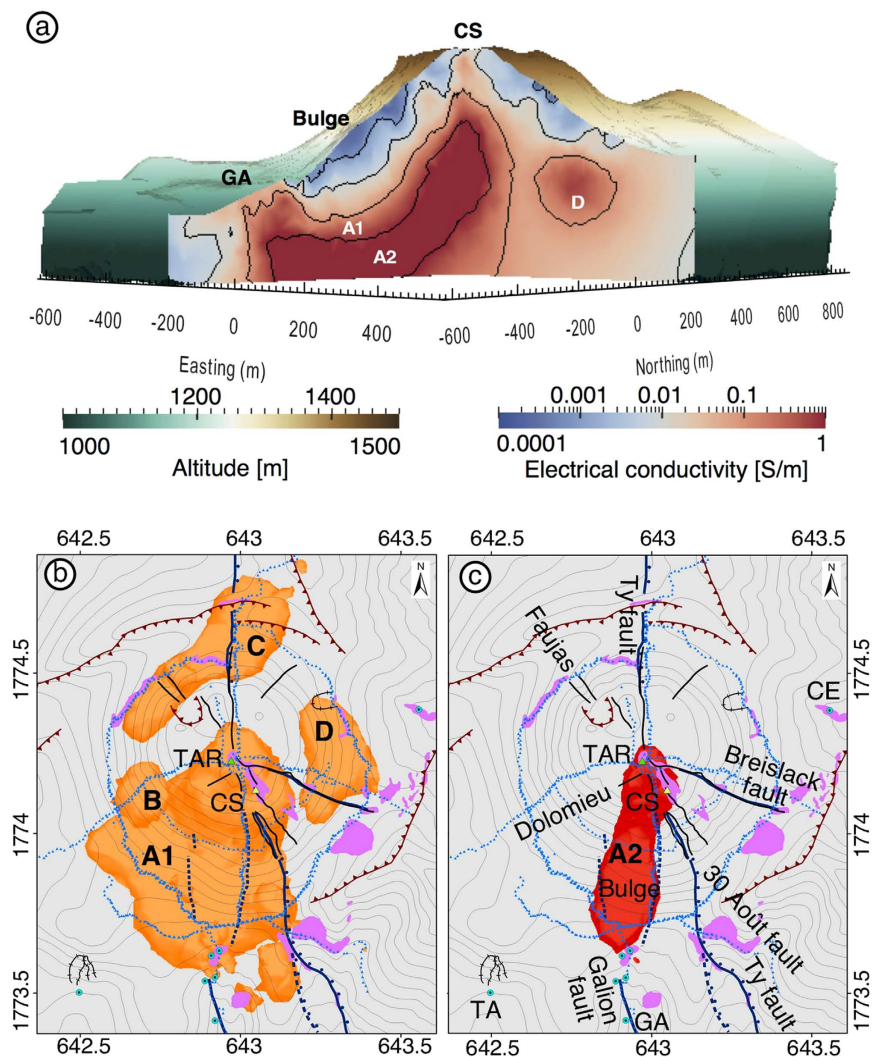 a
CS
Bulge
GA
A1
A2
D
-600 -400 -200 0 200 400 -600 -400 -200 0 200 400 600 800
Easting (m) Northing (m)
1200 1400
1000 1500
Altitude [m]
0.001 0.01 0.1
0.0001 1
Electrical conductivity [S/m]
642.5 643 643.5
b
N
C
D
TAR
B
CS
A1
642.5 643
1774.5
1774
1773.5
642.5 643 643.5
c
N
Ty fault
Faujas
CE
TAR
Breislack
fault
CS
Dolomieu
A2
Bulge
30 Août fault
Ty fault
Galion
fault
TA
GA
1774.5
1774
1773.5
642.5 643 643.5